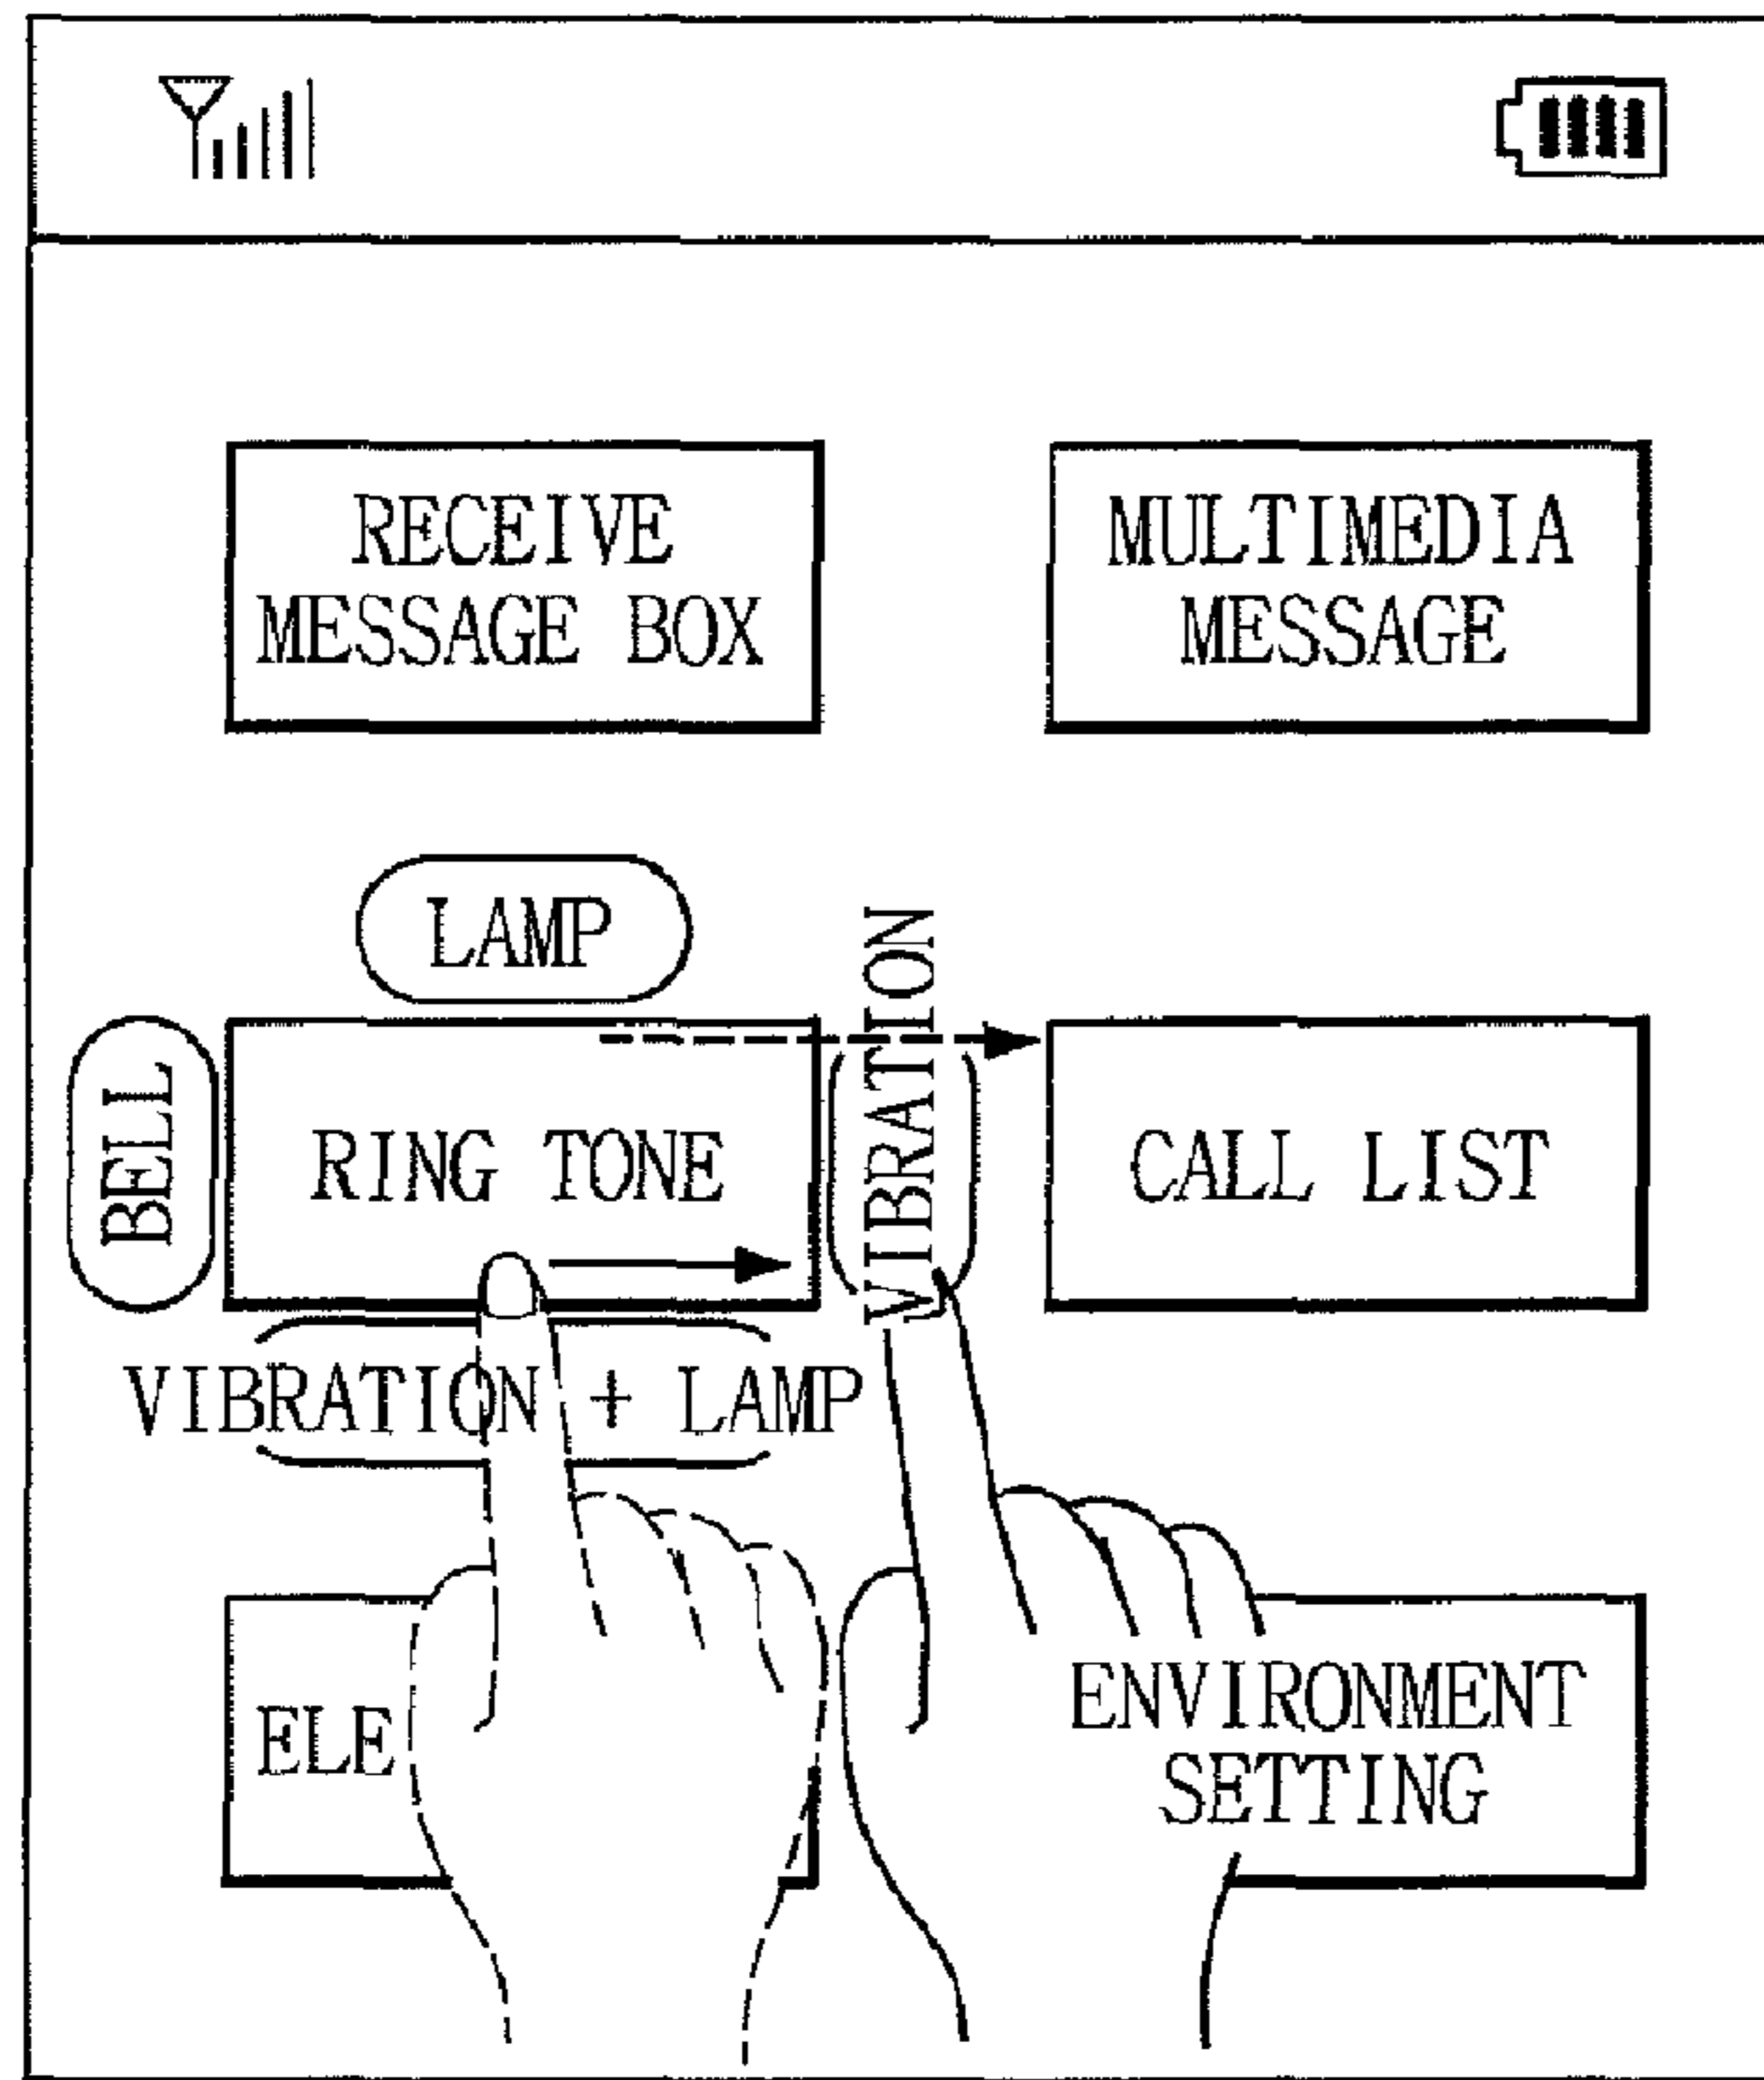 RECEIVE
MESSAGE BOX
MULTIMEDIA
MESSAGE
LAMP
BELL
RING TONE
VIBRATION
CALL LIST
VIBRATION + LAMP
ELE
ENVIRONMENT
SETTING